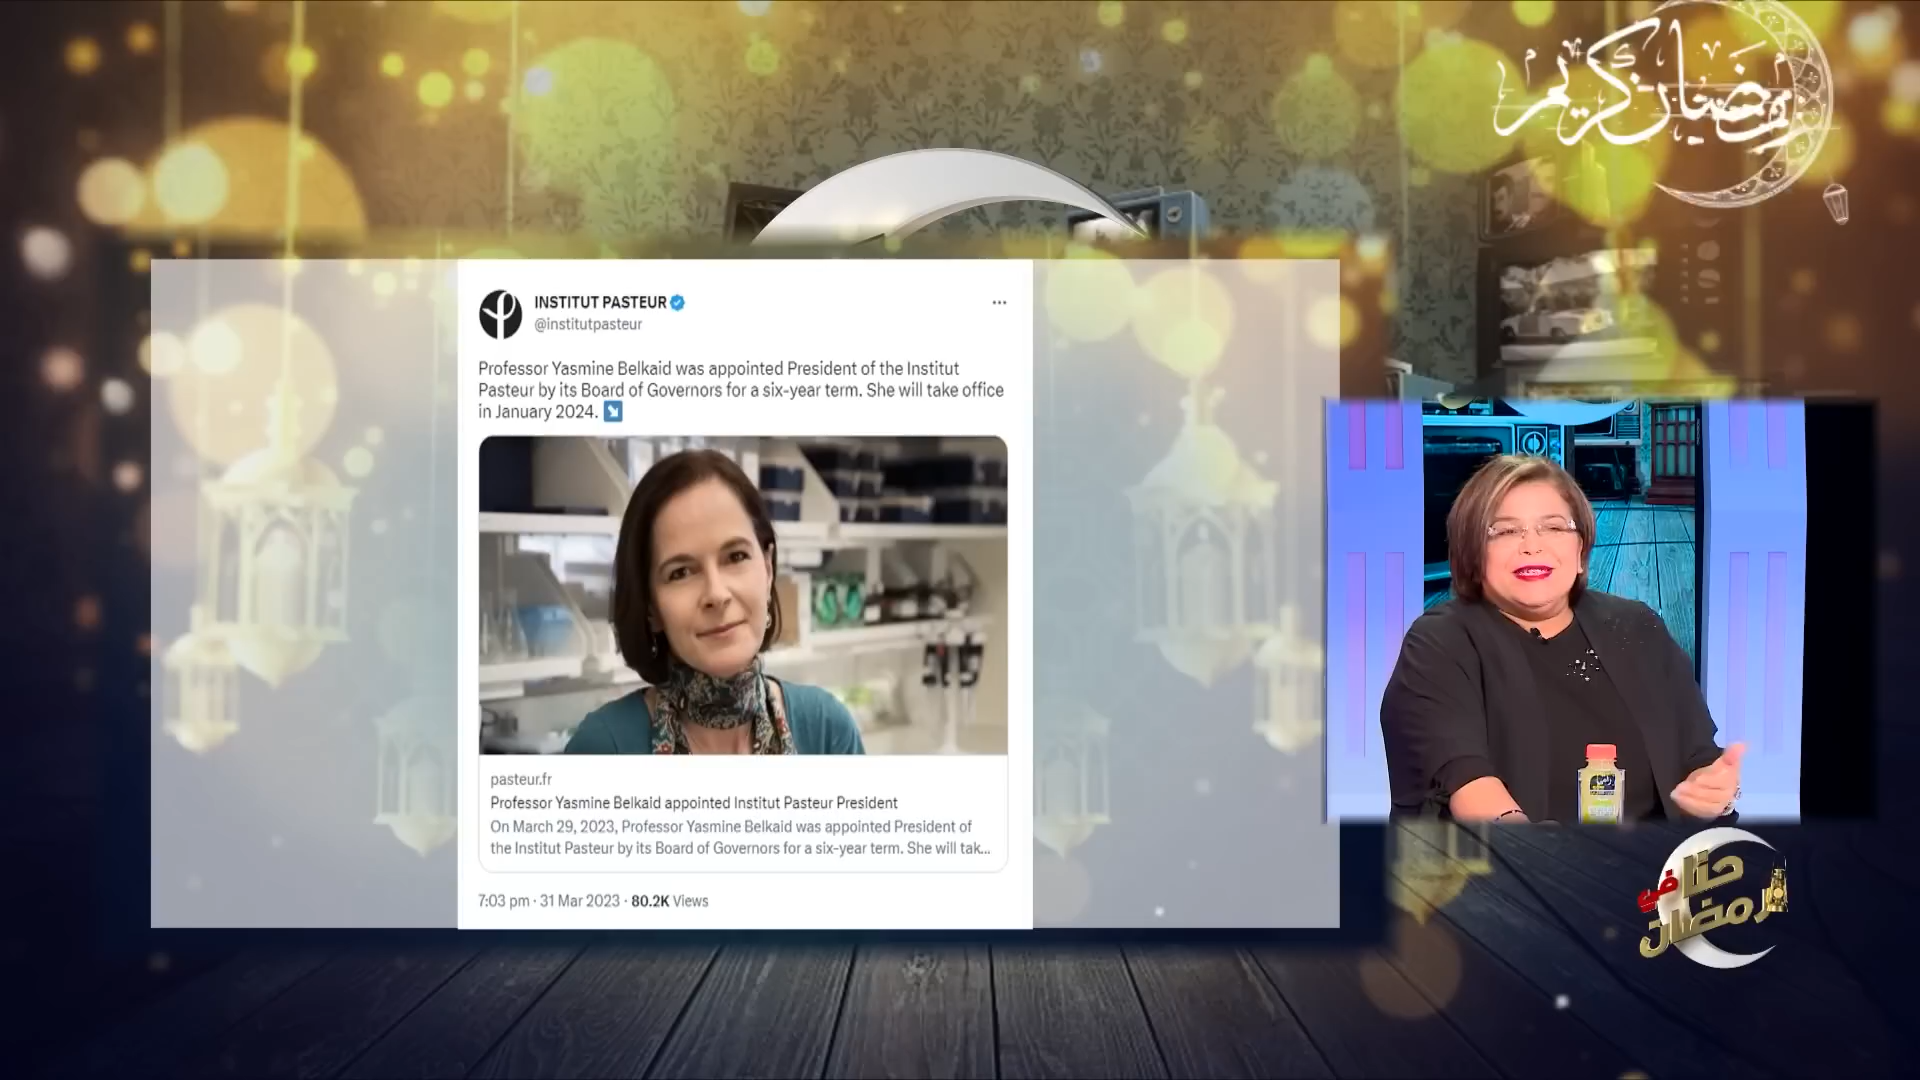 رمضان كريم
INSTITUT PASTEUR
@institutpasteur
Professor Yasmine Belkaid was appointed President of the Institut
Pasteur by its Board of Governors for a six-year term. She will take office
in January 2024.
pasteur.fr
Professor Yasmine Belkaid appointed Institut Pasteur President
On March 29, 2023, Professor Yasmine Belkaid was appointed President of
the Institut Pasteur by its Board of Governors for a six-year term. She will tak...
7:03 pm · 31 Mar 2023 · 80.2K Views
حنا في
رمضان